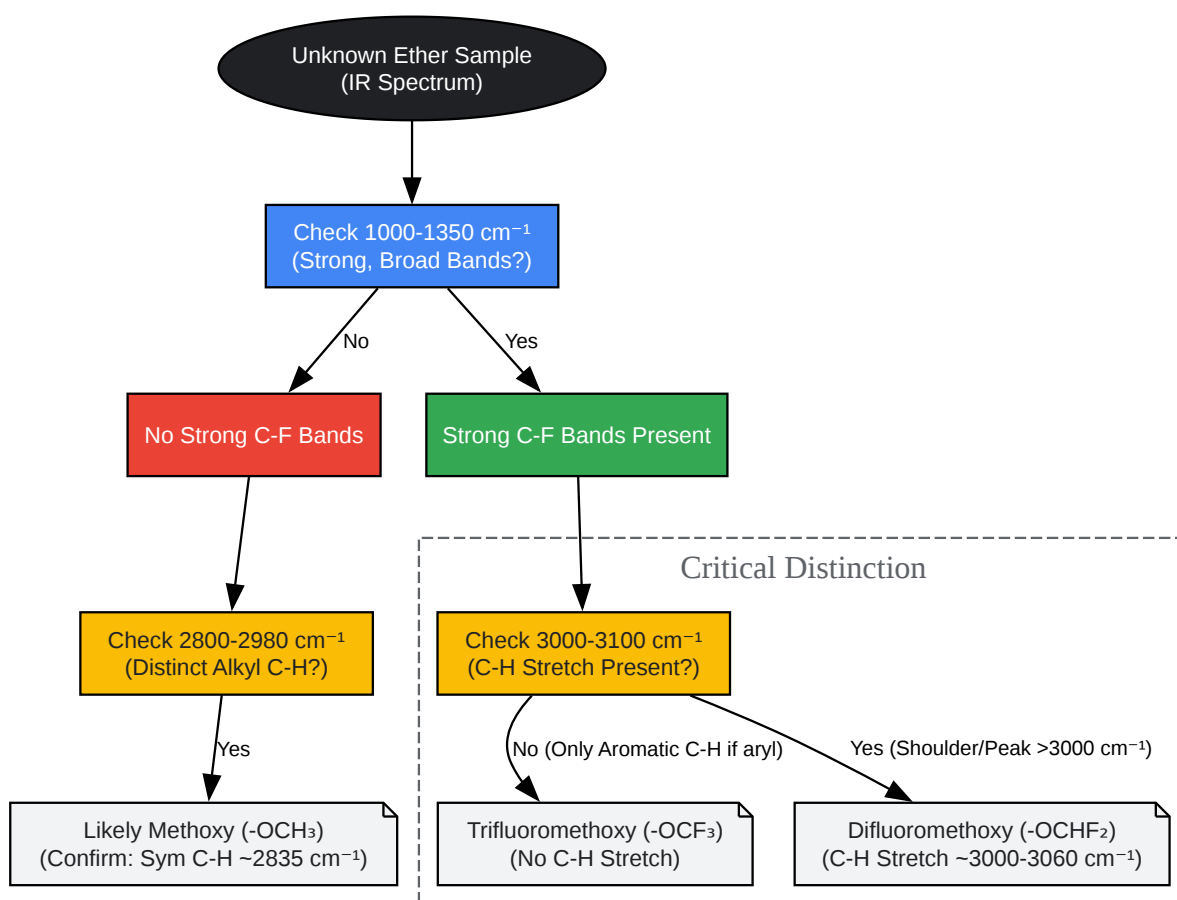 Unknown Ether Sample
(IR Spectrum)
Check 1000-1350 cm⁻¹
(Strong, Broad Bands?)
No
Yes
No Strong C-F Bands
Strong C-F Bands Present
Critical Distinction
Check 2800-2980 cm⁻¹
(Distinct Alkyl C-H?)
Check 3000-3100 cm⁻¹
(C-H Stretch Present?)
Yes
No (Only Aromatic C-H if aryl)
Yes (Shoulder/Peak >3000 cm⁻¹)
Likely Methoxy (-OCH₃)
(Confirm: Sym C-H ~2835 cm⁻¹)
Trifluoromethoxy (-OCF₃)
(No C-H Stretch)
Difluoromethoxy (-OCHF₂)
(C-H Stretch ~3000-3060 cm⁻¹)